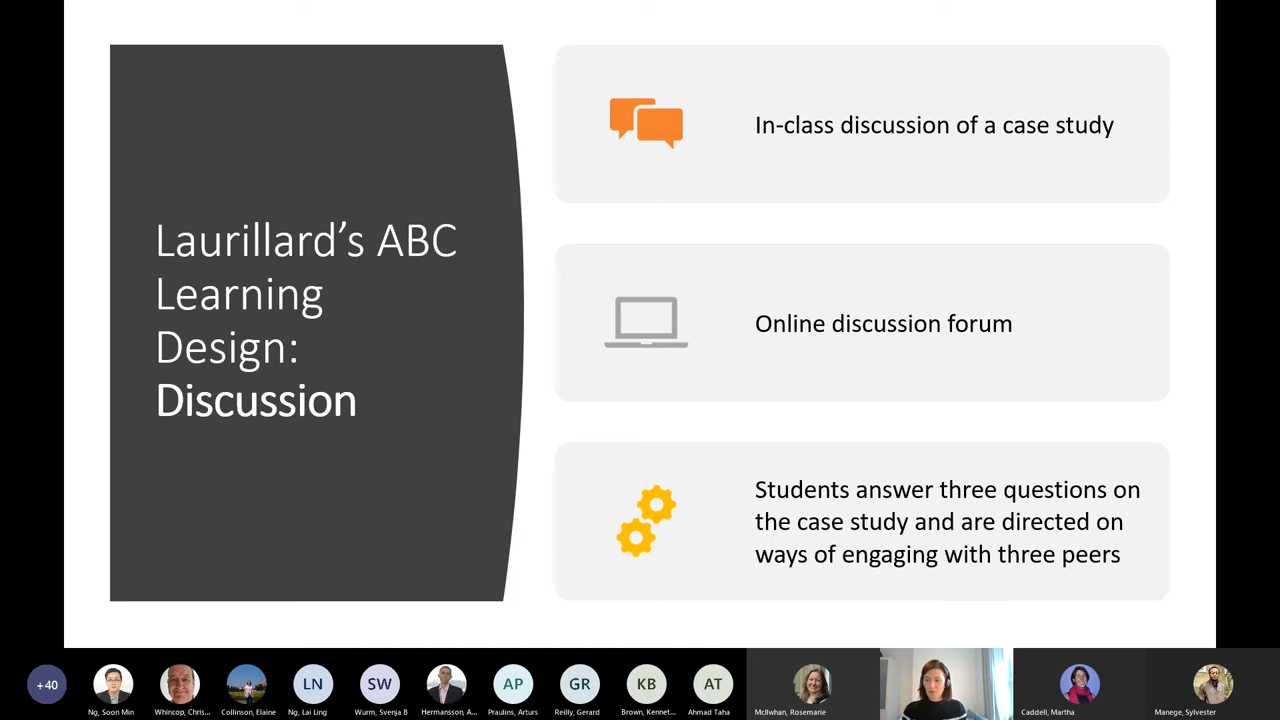 Laurillard’s ABC
Learning
Design:
Discussion
In-class discussion of a case study
Online discussion forum
Students answer three questions on
the case study and are directed on
ways of engaging with three peers
+40
Ng, Soon Min
Whincop, Chris...
Collinson, Elaine
LN
Ng, Lai Ling
SW
Wurm, Svenja B
Hermansson, A...
AP
Praulins, Arturs
GR
Reilly, Gerard
KB
Brown, Kennet...
AT
Ahmad Taha
McIlwhan, Rosemarie
Caddell, Martha
Manege, Sylvester